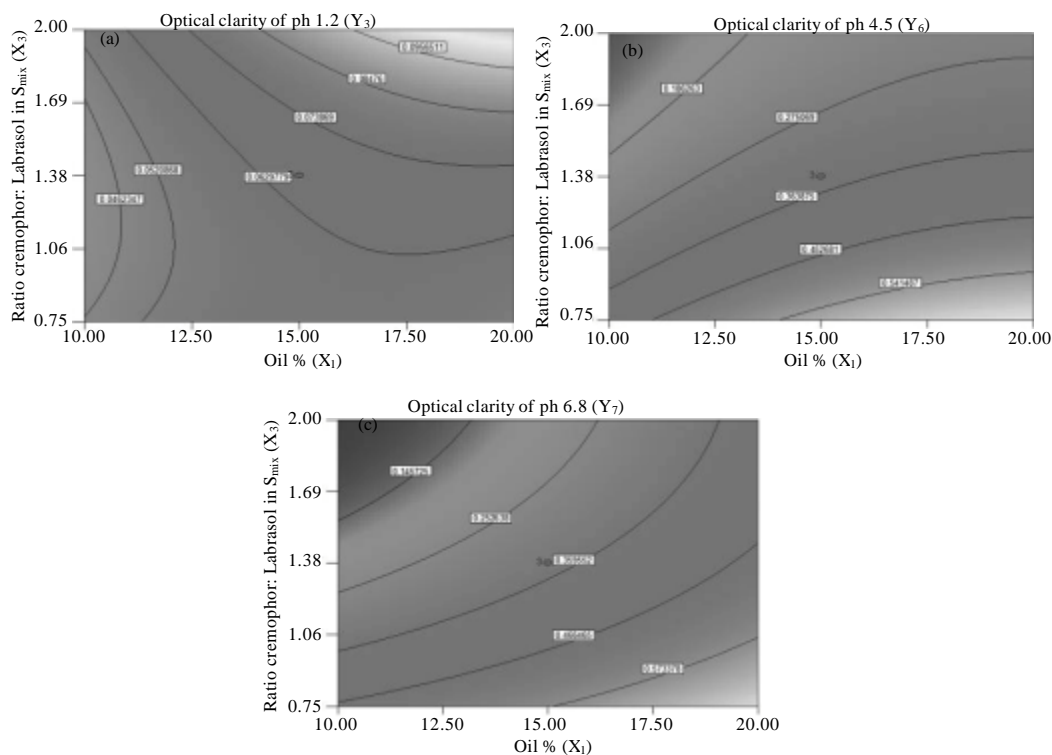 Optical clarity of ph 1.2 (Y3)
(a)
Ratio cremophor: Labrasol in Smix (X3)
2.00
1.69
1.38
1.06
0.75
10.00 12.50 15.00 17.50 20.00
Oil % (X1)
Optical clarity of ph 4.5 (Y6)
(b)
Ratio cremophor: Labrasol in Smix (X3)
2.00
1.69
1.38
1.06
0.75
10.00 12.50 15.00 17.50 20.00
Oil % (X1)
Optical clarity of ph 6.8 (Y7)
(c)
Ratio cremophor: Labrasol in Smix (X3)
2.00
1.69
1.38
1.06
0.75
10.00 12.50 15.00 17.50 20.00
Oil % (X1)